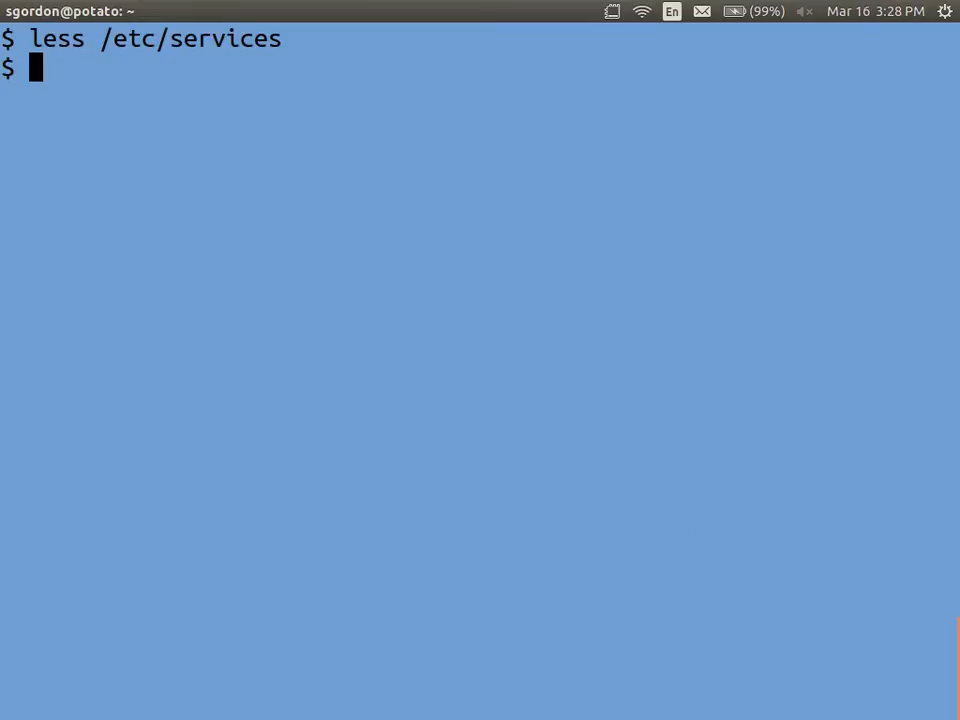 sgordon@potato: ~ En (99%) Mar 16 3:28 PM
$ less /etc/services
$